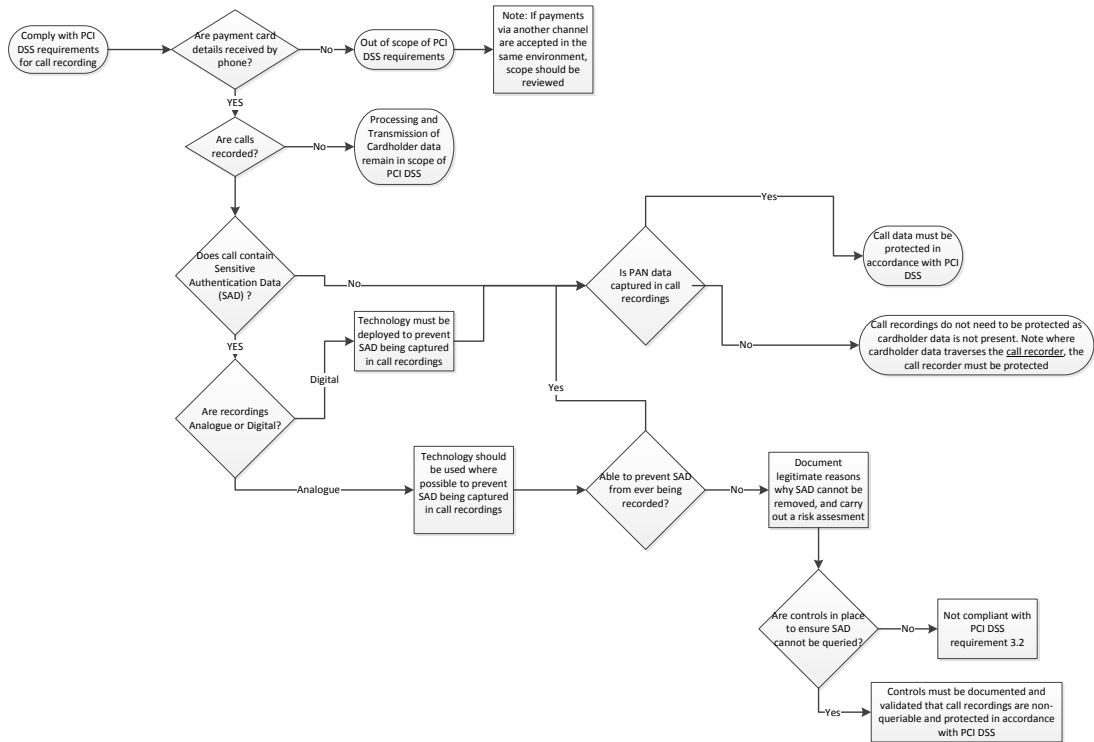 Comply with PCI
DSS requirements
for call recording
Are payment card
details received by
phone?
No
Out of scope of PCI
DSS requirements
Note: If payments
via another channel
are accepted in the
same environment,
scope should be
reviewed
YES
Are calls
recorded?
No
Processing and
Transmission of
Cardholder data
remain in scope of
PCI DSS
Does call contain
Sensitive
Authentication Data
(SAD) ?
No
Is PAN data
captured in call
recordings
Yes
Call data must be
protected in
accordance with PCI
DSS
No
Call recordings do not need to be protected as
cardholder data is not present. Note where
cardholder data traverses the call recorder, the
call recorder must be protected
YES
Are recordings
Analogue or Digital?
Digital
Technology must be
deployed to prevent
SAD being captured
in call recordings
Analogue
Technology should
be used where
possible to prevent
SAD being captured
in call recordings
Able to prevent SAD
from ever being
recorded?
Yes
No
Document
legitimate reasons
why SAD cannot be
removed, and carry
out a risk assesment
Are controls in place
to ensure SAD
cannot be queried?
No
Not compliant with
PCI DSS
requirement 3.2
Yes
Controls must be documented and
validated that call recordings are non-
queriable and protected in accordance
with PCI DSS